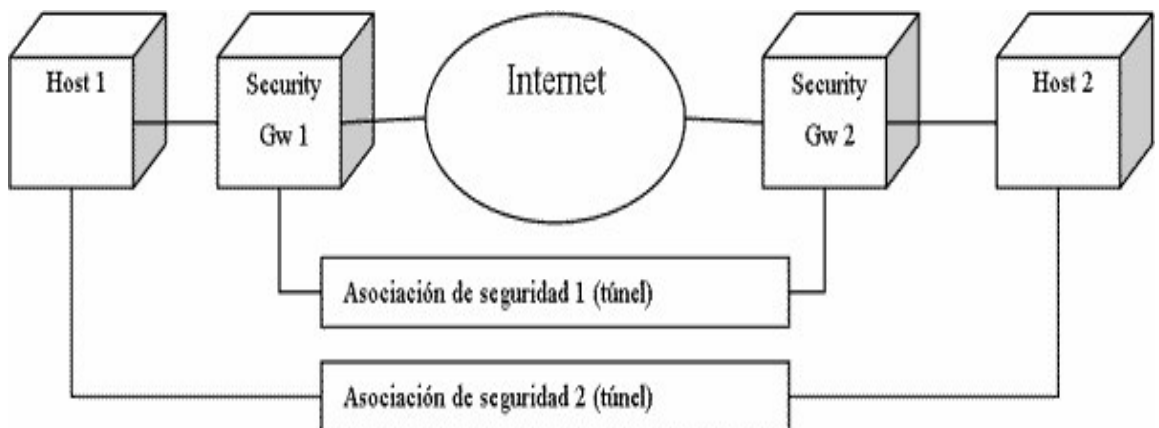 Host 1
Security
Gw 1
Internet
Security
Gw 2
Host 2
Asociación de seguridad 1 (túnel)
Asociación de seguridad 2 (túnel)